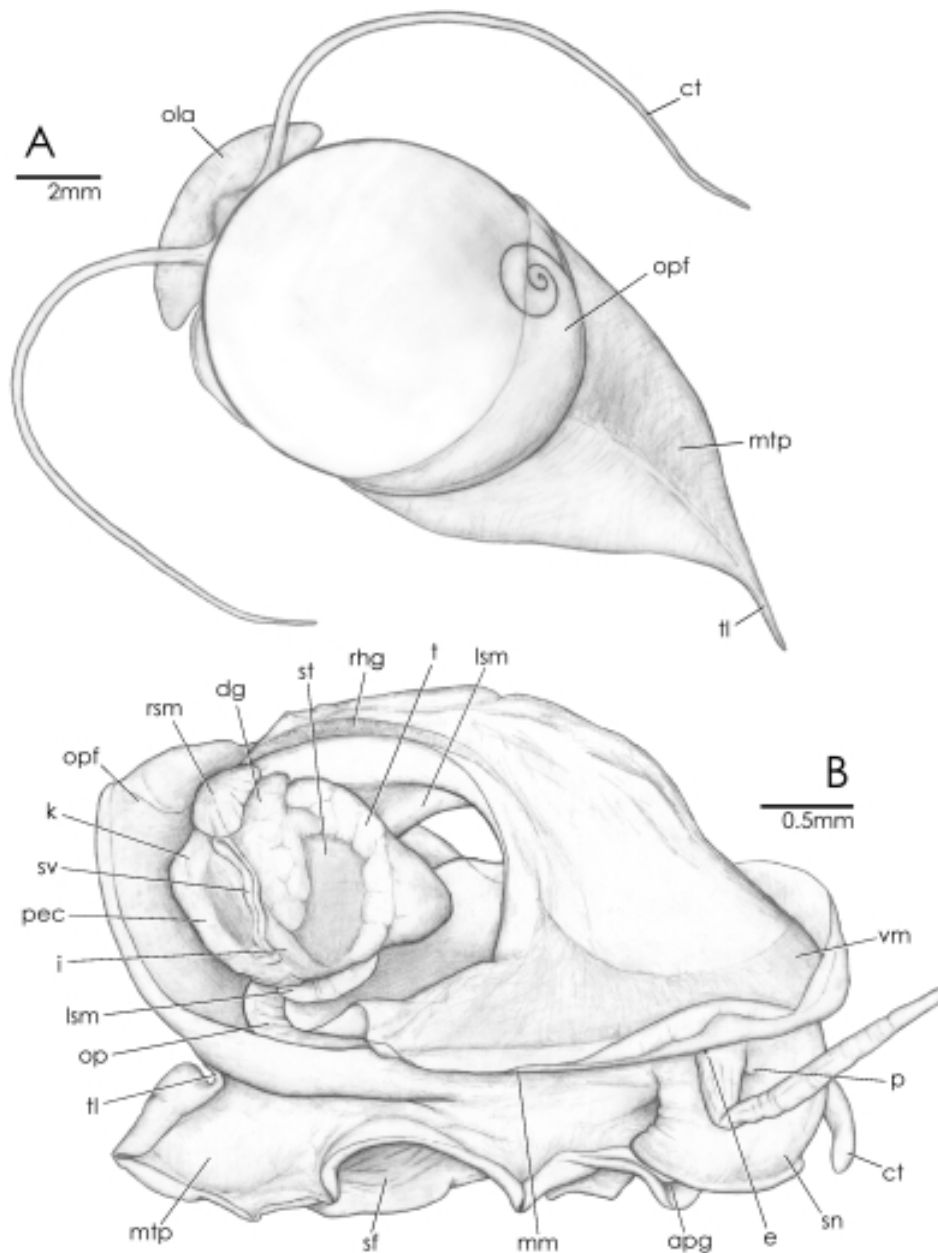 A
2mm
ola
ct
opf
mtp
tl
rhg
t
lsm
st
dg
rsm
opf
B
0.5mm
k
sv
pec
i
lsm
op
tl
mtp
sf
mm
apg
e
sn
ct
p
vm